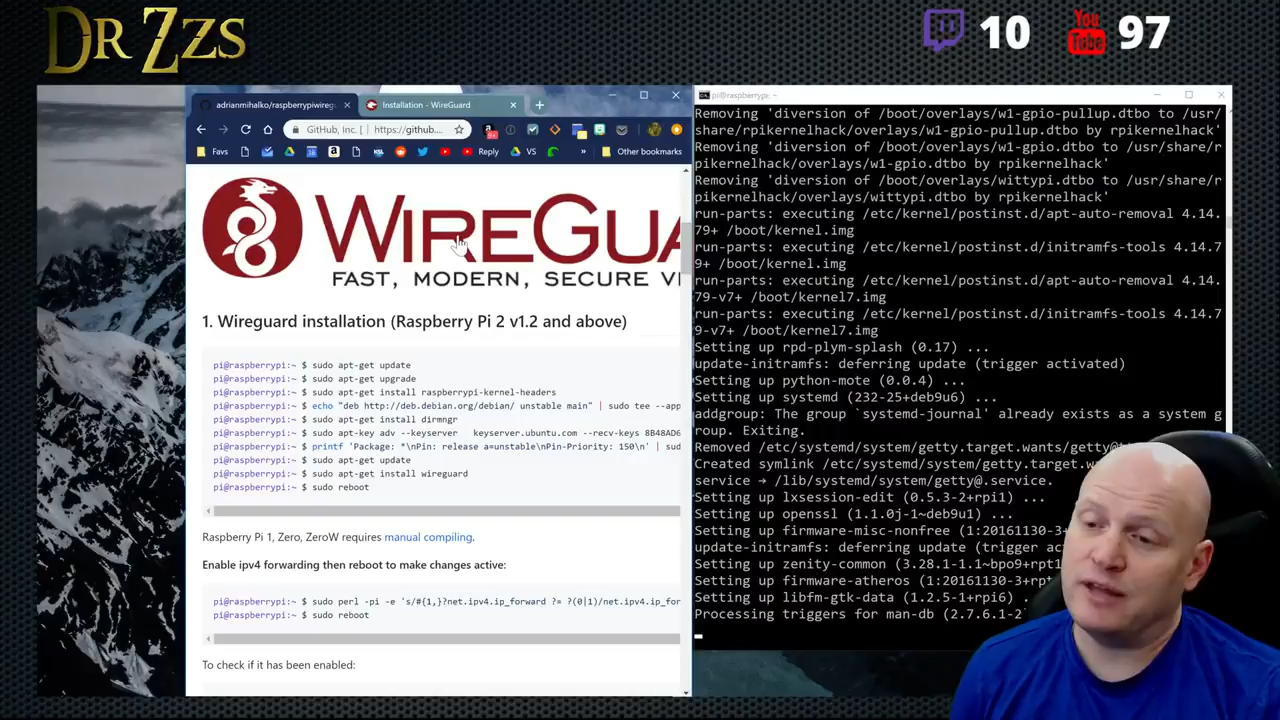 DR ZZS
10
You Tube
97
adrianmihalko/raspberrypiwiregu
Installation - WireGuard
GitHub, Inc. [
https://github....
Favs
Reply
VS
»
Other bookmarks
WIREGUA
FAST, MODERN, SECURE V
1. Wireguard installation (Raspberry Pi 2 v1.2 and above)
pi@raspberrypi:~ $ sudo apt-get update
pi@raspberrypi:~ $ sudo apt-get upgrade
pi@raspberrypi:~ $ sudo apt-get install raspberrypi-kernel-headers
pi@raspberrypi:~ $ echo "deb http://deb.debian.org/debian/ unstable main" | sudo tee --app
pi@raspberrypi:~ $ sudo apt-get install dirmngr
pi@raspberrypi:~ $ sudo apt-key adv --keyserver keyserver.ubuntu.com --recv-keys 8B48AD6
pi@raspberrypi:~ $ printf 'Package: *\nPin: release a=unstable\nPin-Priority: 150\n' | sud
pi@raspberrypi:~ $ sudo apt-get update
pi@raspberrypi:~ $ sudo apt-get install wireguard
pi@raspberrypi:~ $ sudo reboot
Raspberry Pi 1, Zero, ZeroW requires manual compiling.
Enable ipv4 forwarding then reboot to make changes active:
pi@raspberrypi:~ $ sudo perl -pi -e 's/#{1,}?net.ipv4.ip_forward ?= ?(0|1)/net.ipv4.ip_for
pi@raspberrypi:~ $ sudo reboot
To check if it has been enabled:
pi@raspberrypi: ~
Removing 'diversion of /boot/overlays/w1-gpio-pullup.dtbo to /usr/
share/rpikernelhack/overlays/w1-gpio-pullup.dtbo by rpikernelhack'
Removing 'diversion of /boot/overlays/w1-gpio.dtbo to /usr/share/r
pikernelhack/overlays/w1-gpio.dtbo by rpikernelhack'
Removing 'diversion of /boot/overlays/wittypi.dtbo to /usr/share/r
pikernelhack/overlays/wittypi.dtbo by rpikernelhack'
run-parts: executing /etc/kernel/postinst.d/apt-auto-removal 4.14.
79+ /boot/kernel.img
run-parts: executing /etc/kernel/postinst.d/initramfs-tools 4.14.7
9+ /boot/kernel.img
run-parts: executing /etc/kernel/postinst.d/apt-auto-removal 4.14.
79-v7+ /boot/kernel7.img
run-parts: executing /etc/kernel/postinst.d/initramfs-tools 4.14.7
9-v7+ /boot/kernel7.img
Setting up rpd-plym-splash (0.17) ...
update-initramfs: deferring update (trigger activated)
Setting up python-mote (0.0.4) ...
Setting up systemd (232-25+deb9u6) ...
addgroup: The group `systemd-journal' already exists as a system g
roup. Exiting.
Removed /etc/systemd/system/getty.target.wants/getty@
Created symlink /etc/systemd/system/getty.target.wa
service → /lib/systemd/system/getty@.service.
Setting up lxsession-edit (0.5.3-2+rpi1) ...
Setting up openssl (1.1.0j-1~deb9u1) ...
Setting up firmware-misc-nonfree (1:20161130-3+
update-initramfs: deferring update (trigger ac
Setting up zenity-common (3.28.1-1~bpo9+rpt1
Setting up firmware-atheros (1:20161130-3+r
Setting up libfm-gtk-data (1.2.5-1+rpi6) .
Processing triggers for man-db (2.7.6.1-2